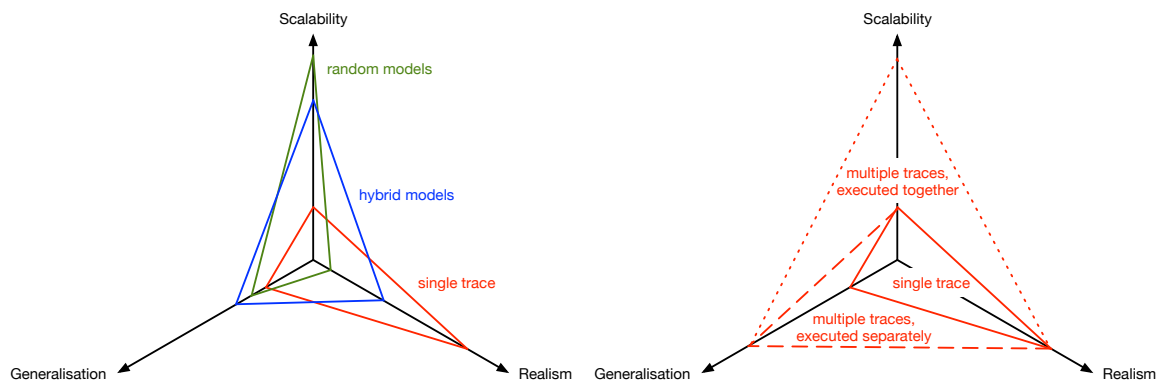 Scalability
random models
hybrid models
single trace
Generalisation
Realism
Scalability
multiple traces,
executed together
single trace
multiple traces,
executed separately
Generalisation
Realism